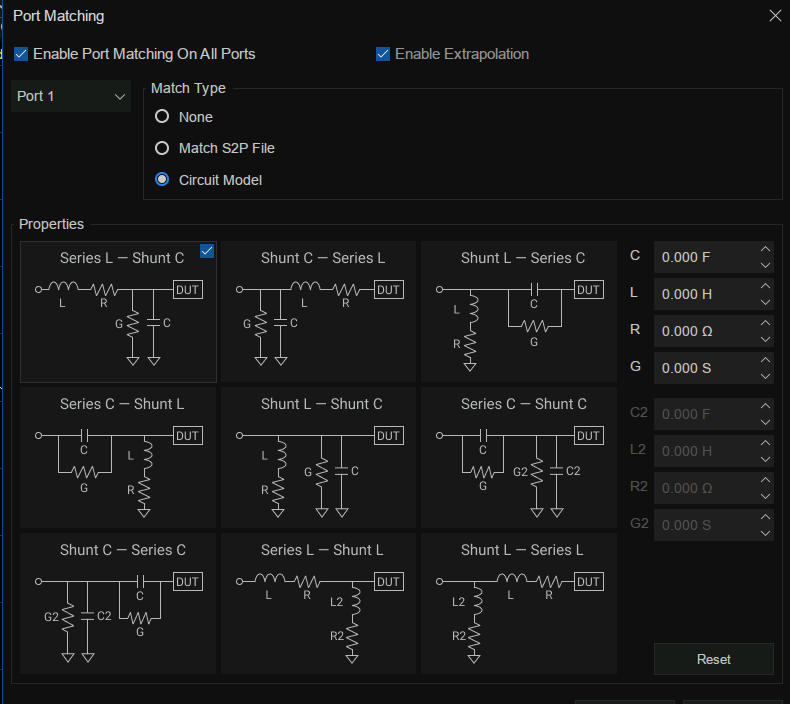 Port Matching
Enable Port Matching On All Ports
Enable Extrapolation
Port 1
Match Type
None
Match S2P File
Circuit Model
Properties
Series L — Shunt C
L
R
DUT
G
C
Shunt C — Series L
L
R
DUT
G
C
Shunt L — Series C
DUT
L
C
R
G
Series C — Shunt L
DUT
C
L
G
R
Shunt L — Shunt C
DUT
L
G
C
R
Series C — Shunt C
DUT
C
G2
C2
G
Shunt C — Series C
DUT
C
G2
C2
G
Series L — Shunt L
DUT
L
R
L2
R2
Shunt L — Series L
DUT
L
R
L2
R2
C 0.000 F
L 0.000 H
R 0.000 Ω
G 0.000 S
C2 0.000 F
L2 0.000 H
R2 0.000 Ω
G2 0.000 S
Reset